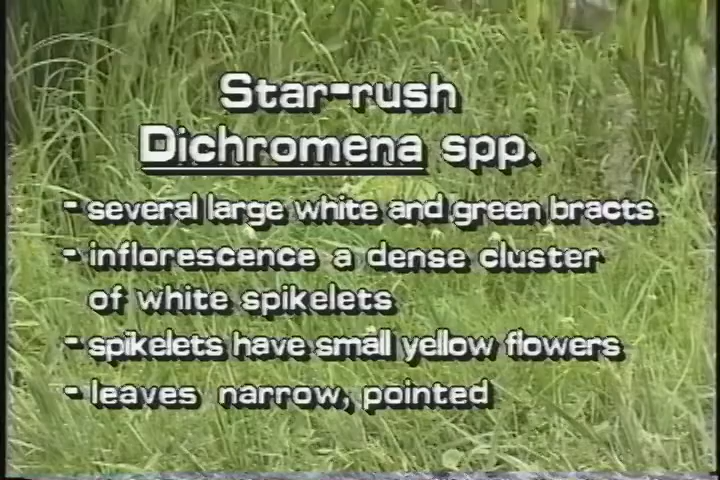 Star-rush
Dichromena spp.
- several large white and green bracts
- inflorescence a dense cluster
of white spikelets
- spikelets have small yellow flowers
- leaves narrow, pointed